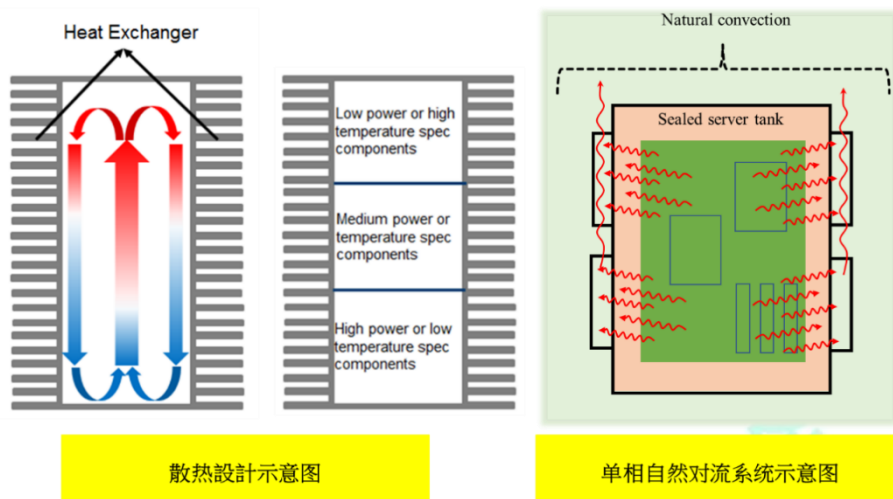 Heat Exchanger
Low power or high
temperature spec
components
Medium power or
temperature spec
components
High power or low
temperature spec
components
Natural convection
Sealed server tank
散热設計示意图
单相自然对流系统示意图